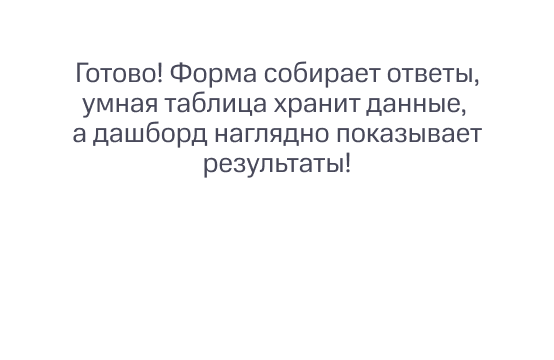 Готово! Форма собирает ответы,
умная таблица хранит данные,
а дашборд наглядно показывает
результаты!